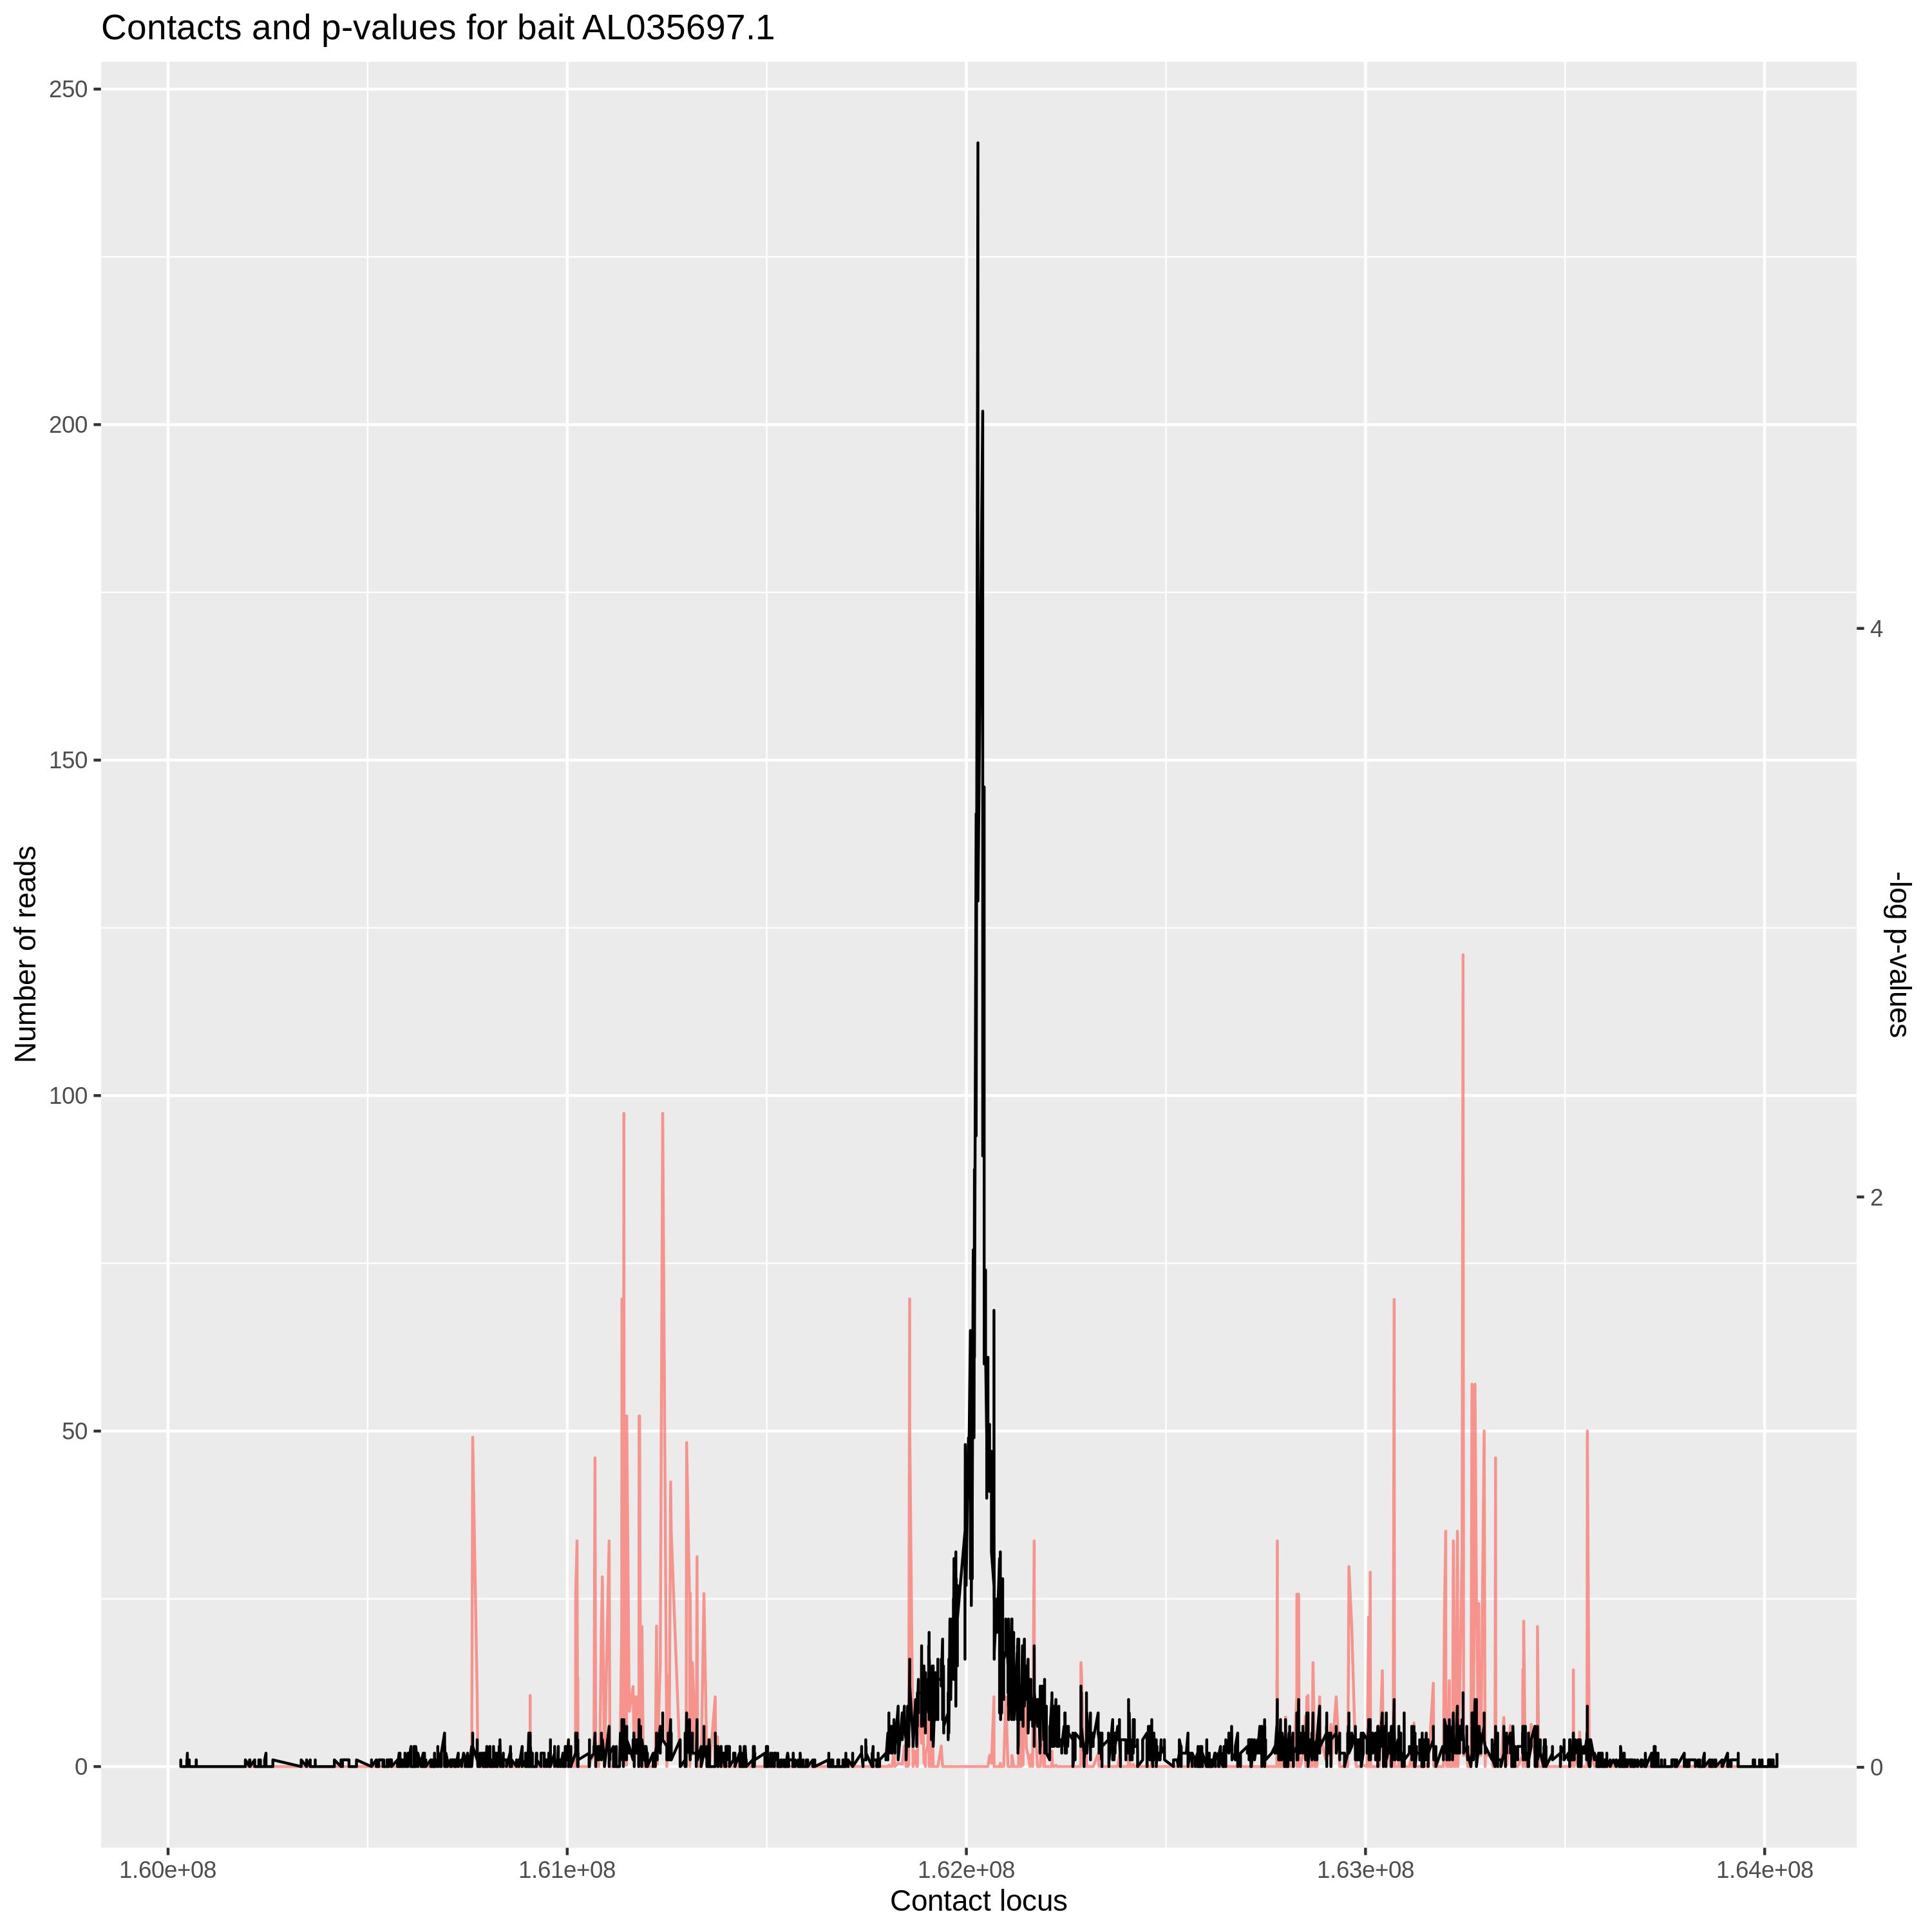 Contacts and p-values for bait AL035697.1
250
200
150
100
50
0
Number of reads
4
2
0
-log p-values
1.60e+08
1.61e+08
1.62e+08
1.63e+08
1.64e+08
Contact locus